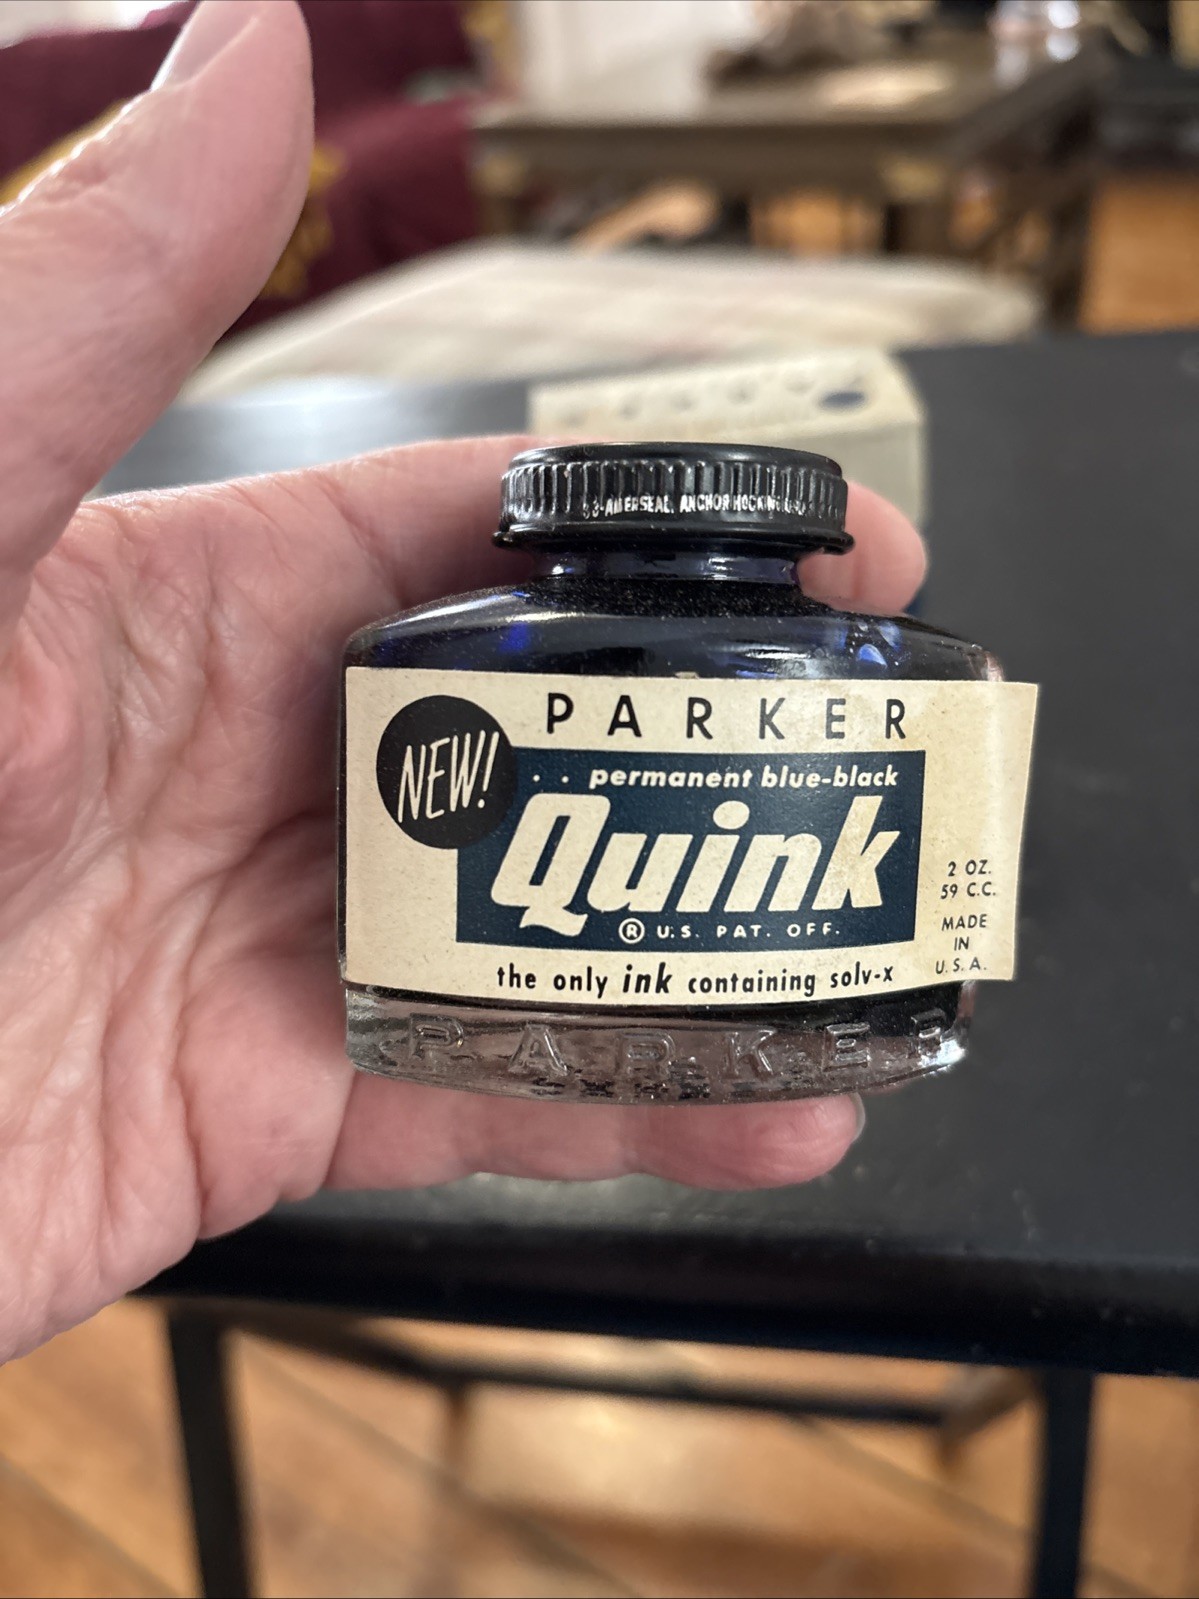 AMERSEAL, ANCHOR HOCKING
NEW!
PARKER
. . permanent blue-black
Quink
® U.S. PAT. OFF.
the only ink containing solv-x
2 OZ.
59 C.C.
MADE
IN
U.S.A.
PARKER